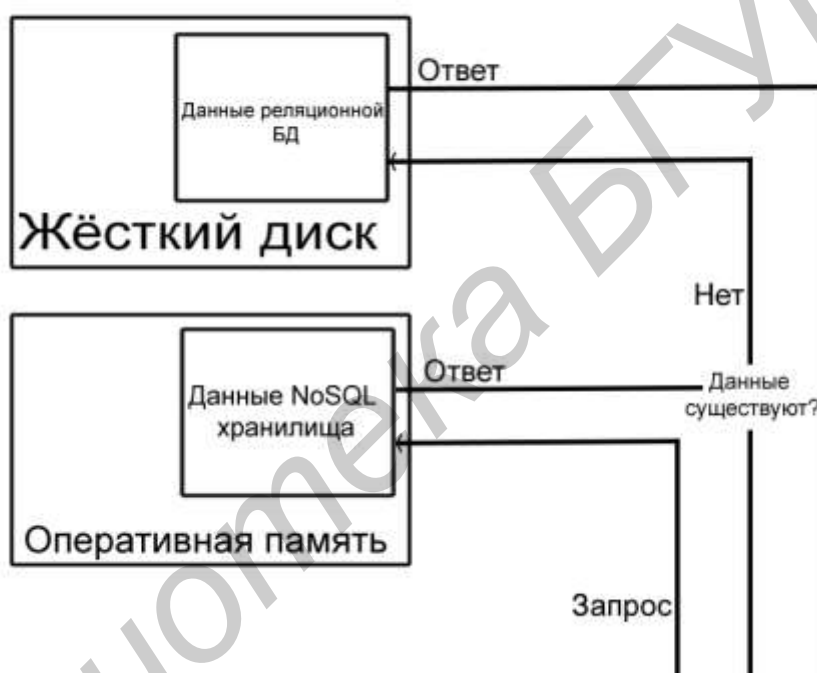 Ответ
Данные реляционной
БД
Жёсткий диск
Нет
Ответ
Данные
существуют?
Данные NoSQL
хранилища
Оперативная память
Запрос